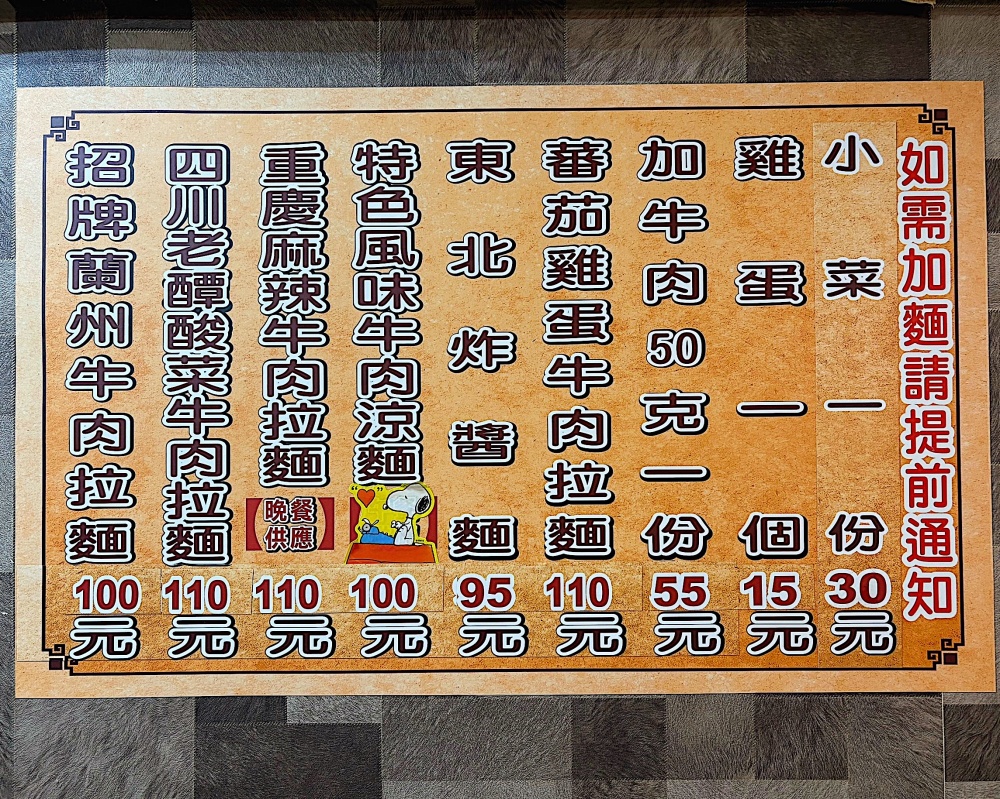 如需加麵請提前通知
小菜一份30元
雞蛋一個15元
加牛肉50克一份55元
蕃茄雞蛋牛肉拉麵110元
東北炸醬麵95元
特色風味牛肉涼麵100元
重慶麻辣牛肉拉麵【晚餐供應】110元
四川老醰酸菜牛肉拉麵110元
招牌蘭州牛肉拉麵100元